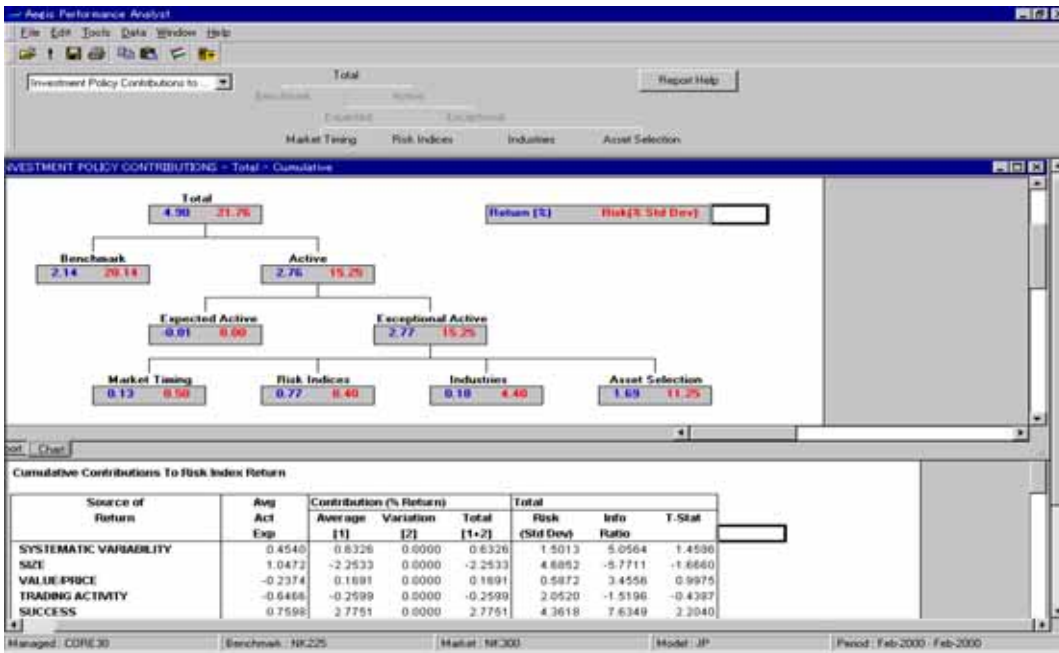 Aegis Performance Analyst
File Edit Tools Data Window Help
Investment Policy Contributions to ...
Total
Report Help
Benchmark Active
Expected Exceptional
Market Timing Risk Indices Industries Asset Selection
INVESTMENT POLICY CONTRIBUTIONS - Total - Cumulative
Total
4.90 21.76
Return (%) Risk(% Std Dev)
Benchmark Active
2.14 20.14 2.76 15.25
Expected Active Exceptional Active
-0.01 0.00 2.77 15.25
Market Timing Risk Indices Industries Asset Selection
0.13 0.50 0.77 8.40 0.18 4.40 1.69 11.25
Chart
Cumulative Contributions To Risk Index Return
Source of Avg Contribution (% Return) Total
Return Act Average Variation Total Risk Info T-Stat
Exp [1] [2] [1+2] (Std Dev) Ratio
SYSTEMATIC VARIABILITY 0.4540 0.6326 0.0000 0.6326 1.5013 5.0564 1.4596
SIZE 1.0472 -2.2533 0.0000 -2.2533 4.6852 -5.7711 -1.6660
VALUE/PRICE -0.2374 0.1691 0.0000 0.1691 0.5872 3.4556 0.9975
TRADING ACTIVITY -0.6466 -0.2599 0.0000 -0.2599 2.0520 -1.5196 -0.4387
SUCCESS 0.7598 2.7751 0.0000 2.7751 4.3618 7.6349 2.2040
Managed : CORE30 Benchmark : NK225 Market : NK300 Model : JP Period : Feb-2000 - Feb-2000